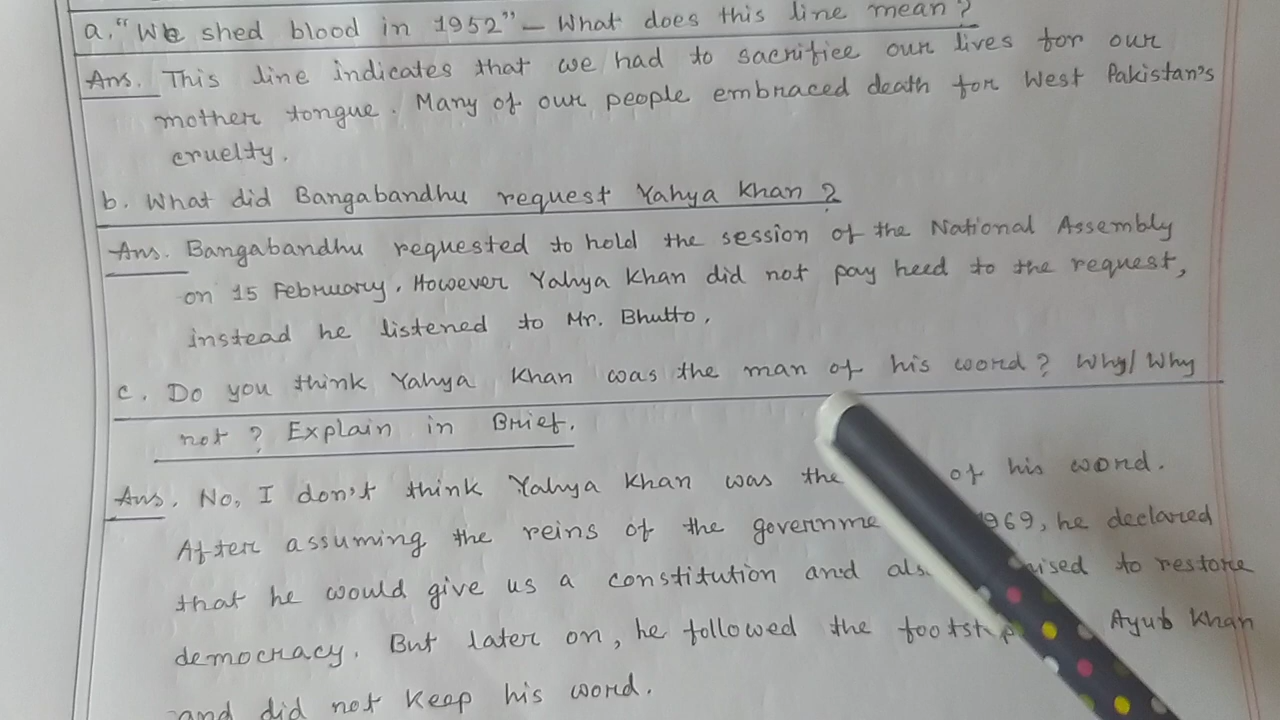 a. "We shed blood in 1952" – What does this line mean?
Ans. This line indicates that we had to sacrifice our lives for our
mother tongue. Many of our people embraced death for West Pakistan's
cruelty.
b. What did Bangabandhu request Yahya Khan?
Ans. Bangabandhu requested to hold the session of the National Assembly
on 15 February. However Yahya Khan did not pay heed to the request,
instead he listened to Mr. Bhutto.
c. Do you think Yahya Khan was the man of his word? Why/Why
not? Explain in Brief.
Ans. No, I don't think Yahya Khan was the of his word.
After assuming the reins of the governme 1969, he declared
that he would give us a constitution and als ised to restore
democracy. But later on, he followed the footstep Ayub Khan
and did not keep his word.